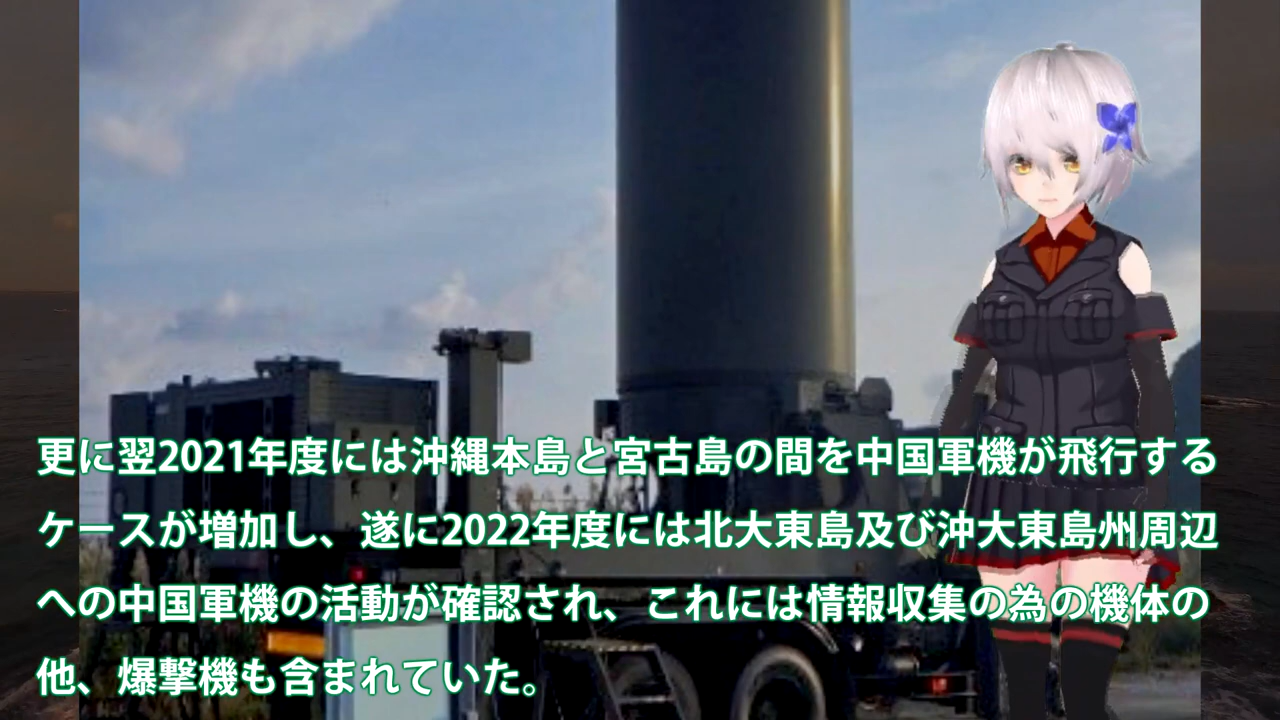 更に翌2021年度には沖縄本島と宮古島の間を中国軍機が飛行する
ケースが増加し、遂に2022年度には北大東島及び沖大東島州周辺
への中国軍機の活動が確認され、これには情報収集の為の機体の
他、爆撃機も含まれていた。